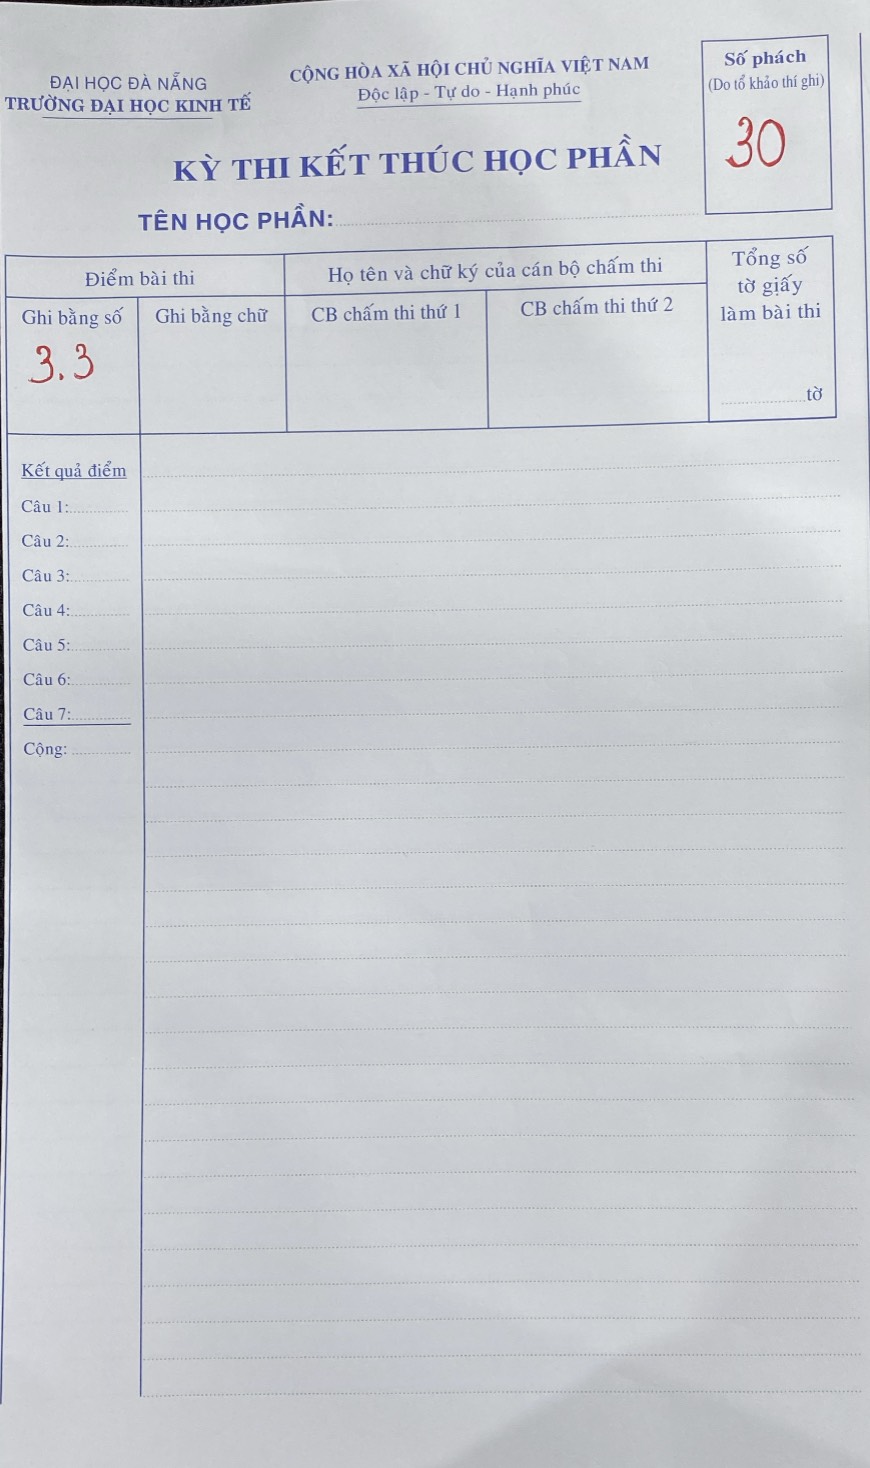 ĐẠI HỌC ĐÀ NẴNG
TRƯỜNG ĐẠI HỌC KINH TẾ
CỘNG HÒA XÃ HỘI CHỦ NGHĨA VIỆT NAM
Độc lập - Tự do - Hạnh phúc
Số phách
(Do tổ khảo thí ghi)
30
KỲ THI KẾT THÚC HỌC PHẦN
TÊN HỌC PHẦN:
Điểm bài thi
Họ tên và chữ ký của cán bộ chấm thi
Tổng số
tờ giấy
làm bài thi
Ghi bằng số
Ghi bằng chữ
CB chấm thi thứ 1
CB chấm thi thứ 2
3.3
tờ
Kết quả điểm
Câu 1:
Câu 2:
Câu 3:
Câu 4:
Câu 5:
Câu 6:
Câu 7:
Cộng: